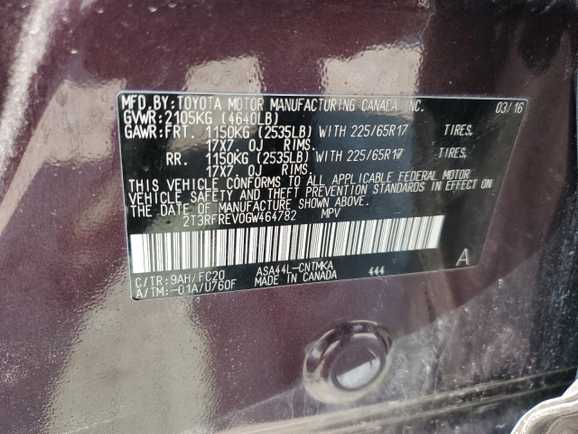 MFD.BY:TOYOTA MOTOR MANUFACTURING CANADA INC. 03/16
GVWR:2105KG (4640LB)
GAWR:FRT. 1150KG (2535LB) WITH 225/65R17 TIRES,
17X7.0J RIMS.
RR. 1150KG (2535LB) WITH 225/65R17 TIRES,
17X7.0J RIMS.
THIS VEHICLE CONFORMS TO ALL APPLICABLE FEDERAL MOTOR
VEHICLE SAFETY AND THEFT PREVENTION STANDARDS IN EFFECT
ON THE DATE OF MANUFACTURE SHOWN ABOVE.
2T3RFREV0GW464782 MPV
C/TR:9AH/FC20 ASA44L-CNTMKA 444 A
A/TM:-01A/U760F MADE IN CANADA